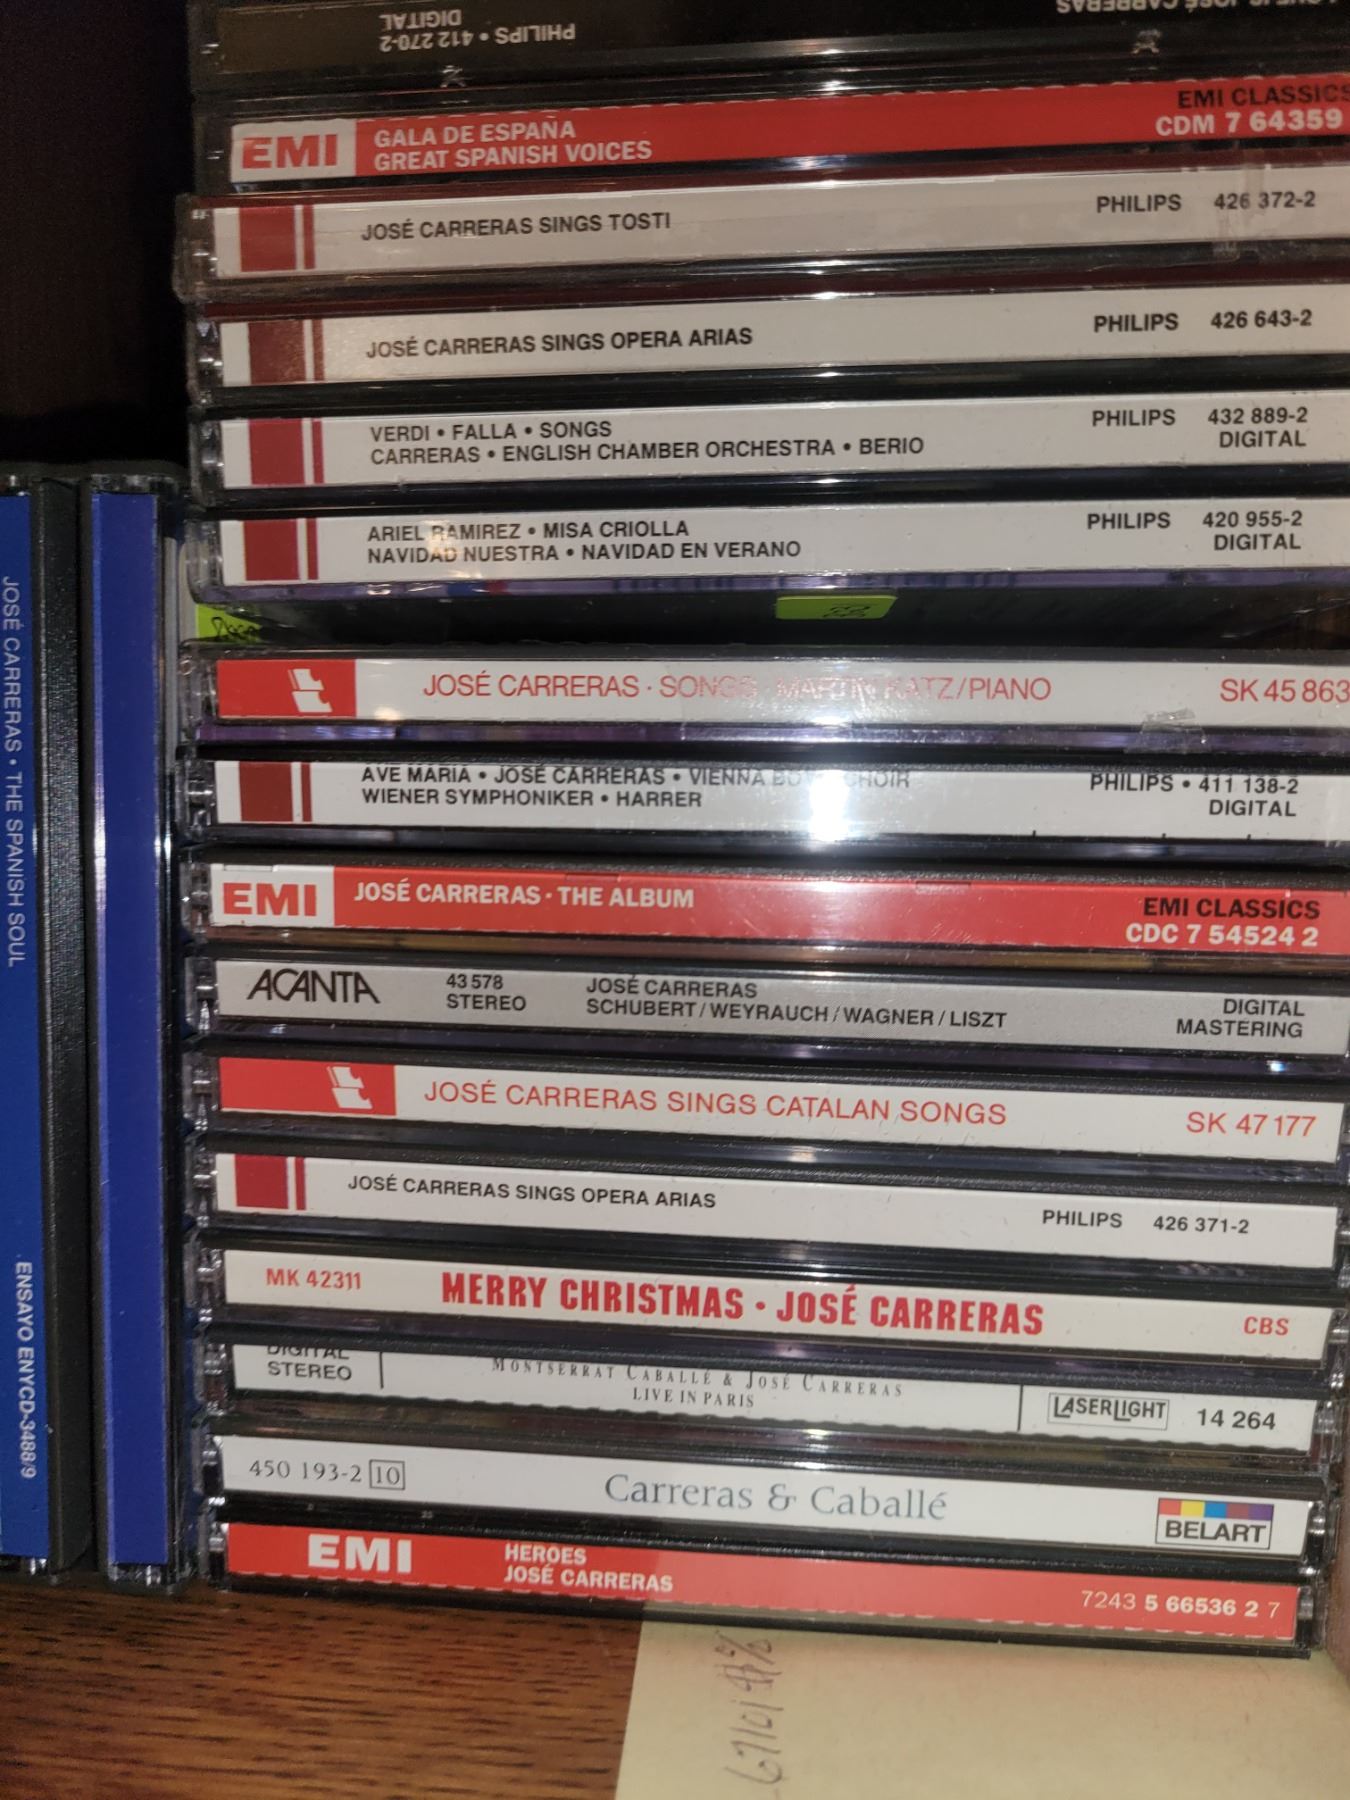 JOSÉ CARRERAS
PHILIPS • 412 270-2
DIGITAL
EMI
GALA DE ESPAÑA
GREAT SPANISH VOICES
EMI CLASSICS
CDM 7 64359
JOSÉ CARRERAS SINGS TOSTI
PHILIPS 426 372-2
JOSÉ CARRERAS SINGS OPERA ARIAS
PHILIPS 426 643-2
VERDI • FALLA • SONGS
CARRERAS • ENGLISH CHAMBER ORCHESTRA • BERIO
PHILIPS 432 889-2
DIGITAL
ARIEL RAMIREZ • MISA CRIOLLA
NAVIDAD NUESTRA • NAVIDAD EN VERANO
PHILIPS 420 955-2
DIGITAL
JOSÉ CARRERAS · SONGS · MARTIN KATZ/PIANO
SK 45 863
AVE MARIA • JOSÉ CARRERAS • VIENNA BOYS CHOIR
WIENER SYMPHONIKER • HARRER
PHILIPS • 411 138-2
DIGITAL
EMI
JOSÉ CARRERAS · THE ALBUM
EMI CLASSICS
CDC 7 54524 2
ACANTA
43 578
STEREO
JOSÉ CARRERAS
SCHUBERT / WEYRAUCH / WAGNER / LISZT
DIGITAL
MASTERING
JOSÉ CARRERAS SINGS CATALAN SONGS
SK 47 177
JOSÉ CARRERAS SINGS OPERA ARIAS
PHILIPS 426 371-2
MK 42311
MERRY CHRISTMAS · JOSÉ CARRERAS
CBS
DIGITAL
STEREO
MONTSERRAT CABALLÉ & JOSÉ CARRERAS
LIVE IN PARIS
LASERLIGHT
14 264
450 193-2 10
Carreras & Caballé
BELART
EMI
HEROES
JOSÉ CARRERAS
7243 5 66536 2 7
JOSÉ CARRERAS • THE SPANISH SOUL
ENSAYO ENYCD-3488/9